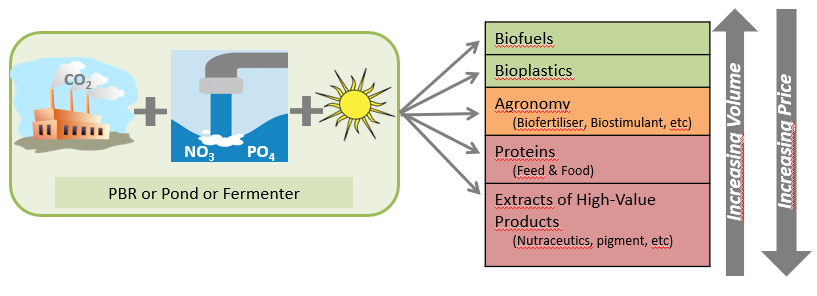 CO2
NO3 PO4
PBR or Pond or Fermenter
Biofuels
Bioplastics
Agronomy
(Biofertiliser, Biostimulant, etc)
Proteins
(Feed & Food)
Extracts of High-Value
Products
(Nutraceutics, pigment, etc)
Increasing Volume
Increasing Price